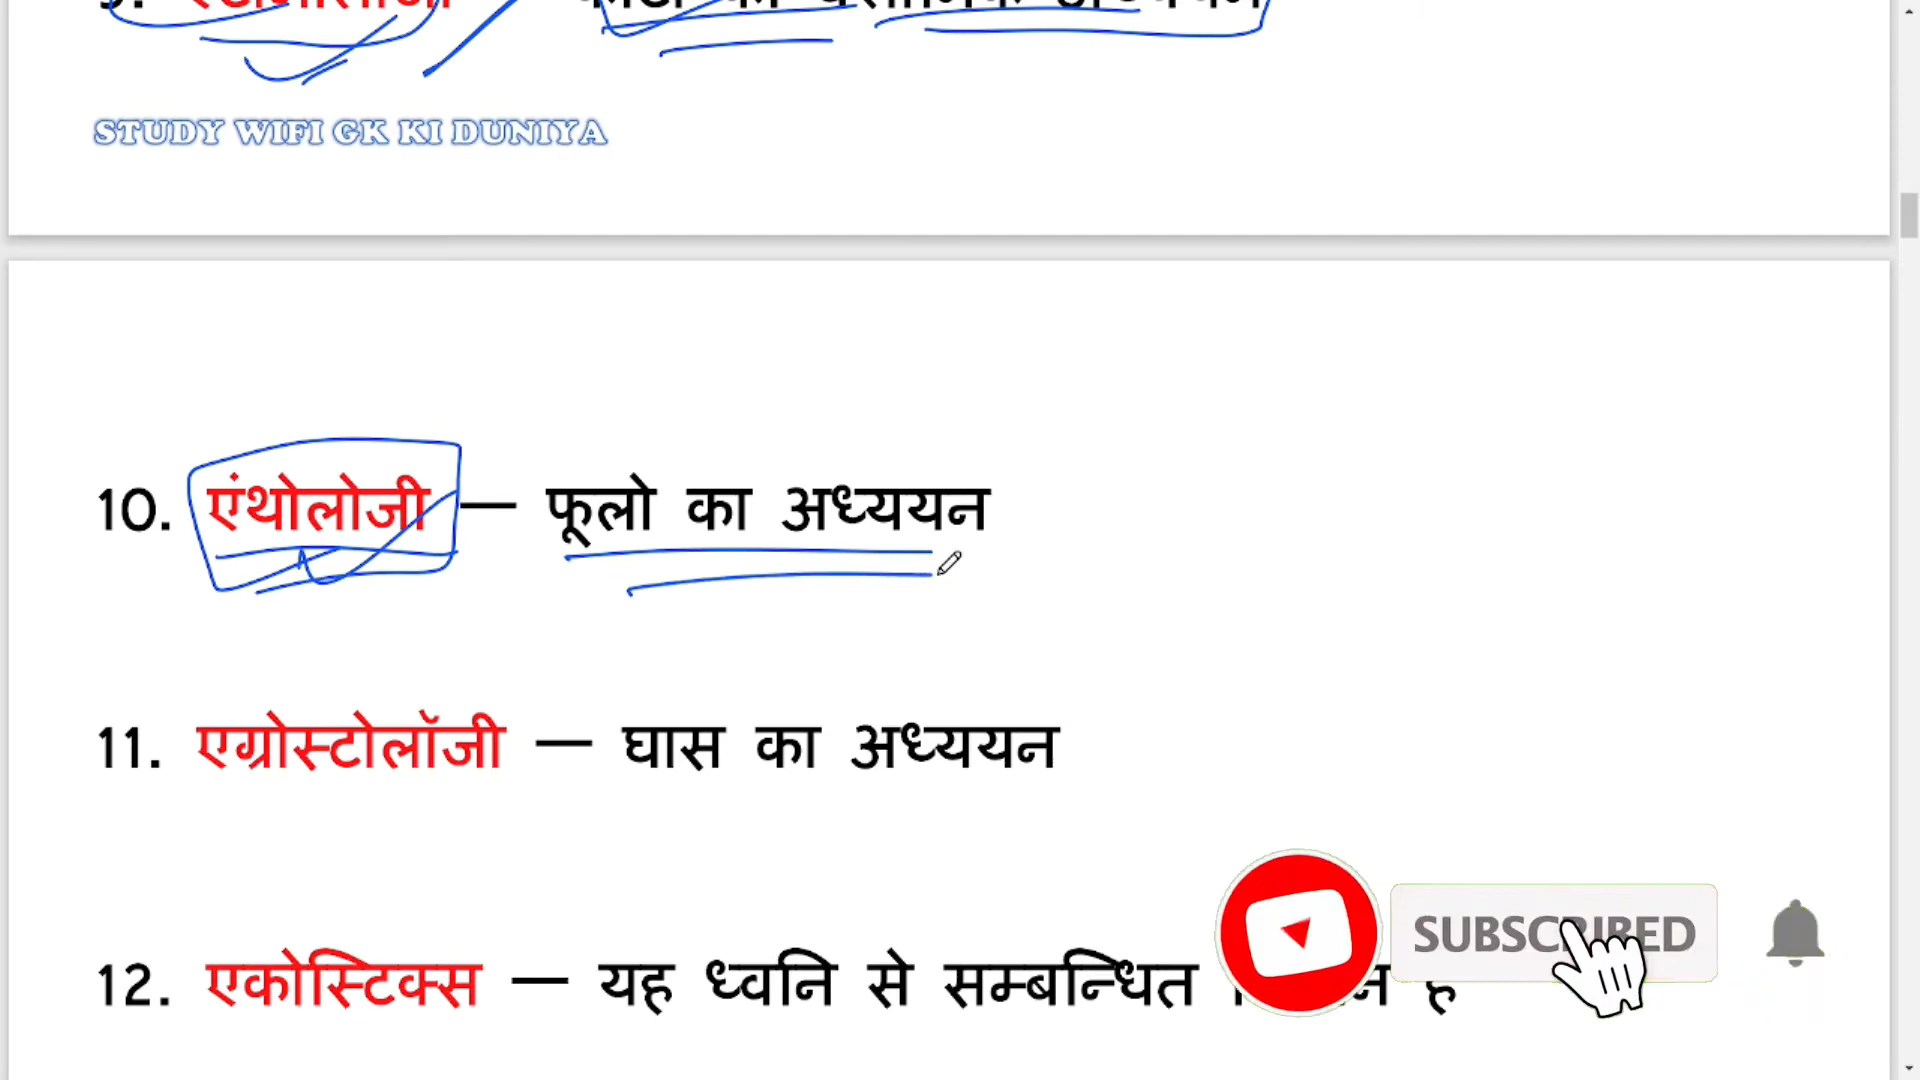 STUDY WIFI GK KI DUNIYA
10. एंथोलोजी — फूलो का अध्ययन
11. एग्रोस्टोलॉजी — घास का अध्ययन
12. एकोस्टिक्स — यह ध्वनि से सम्बन्धित है
SUBSCRIBED